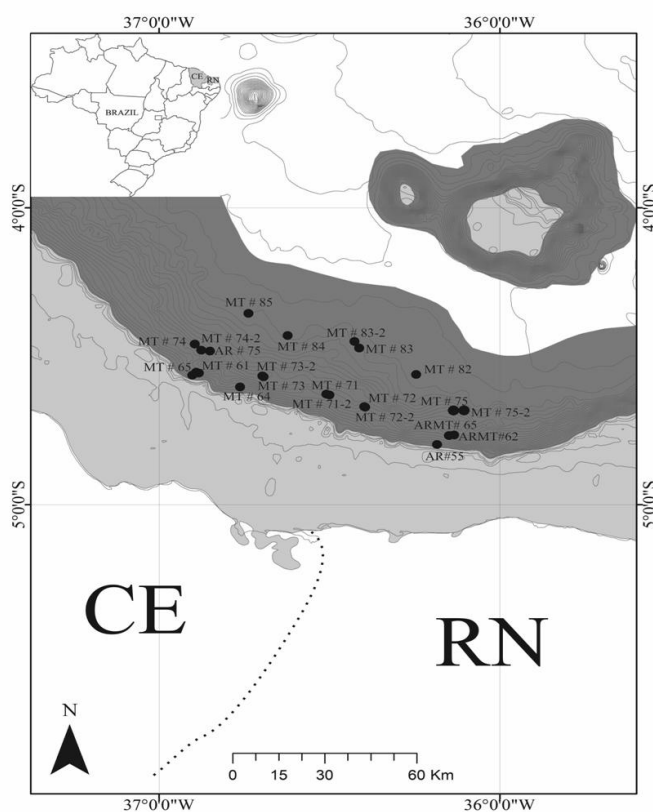 37°0'0"W
36°0'0"W
CE
RN
BRAZIL
4°0'0"S
4°0'0"S
MT # 85
MT # 83-2
MT # 74-2
MT # 74
AR # 75
MT # 84
MT # 83
MT # 65
MT # 61
MT # 73-2
MT # 82
MT # 73
MT # 71
MT # 64
MT # 71-2
MT # 72
MT # 75
MT # 75-2
MT # 72-2
ARMT# 65
ARMT#62
AR#55
5°0'0"S
5°0'0"S
CE
RN
N
0 15 30 60 Km
37°0'0"W
36°0'0"W